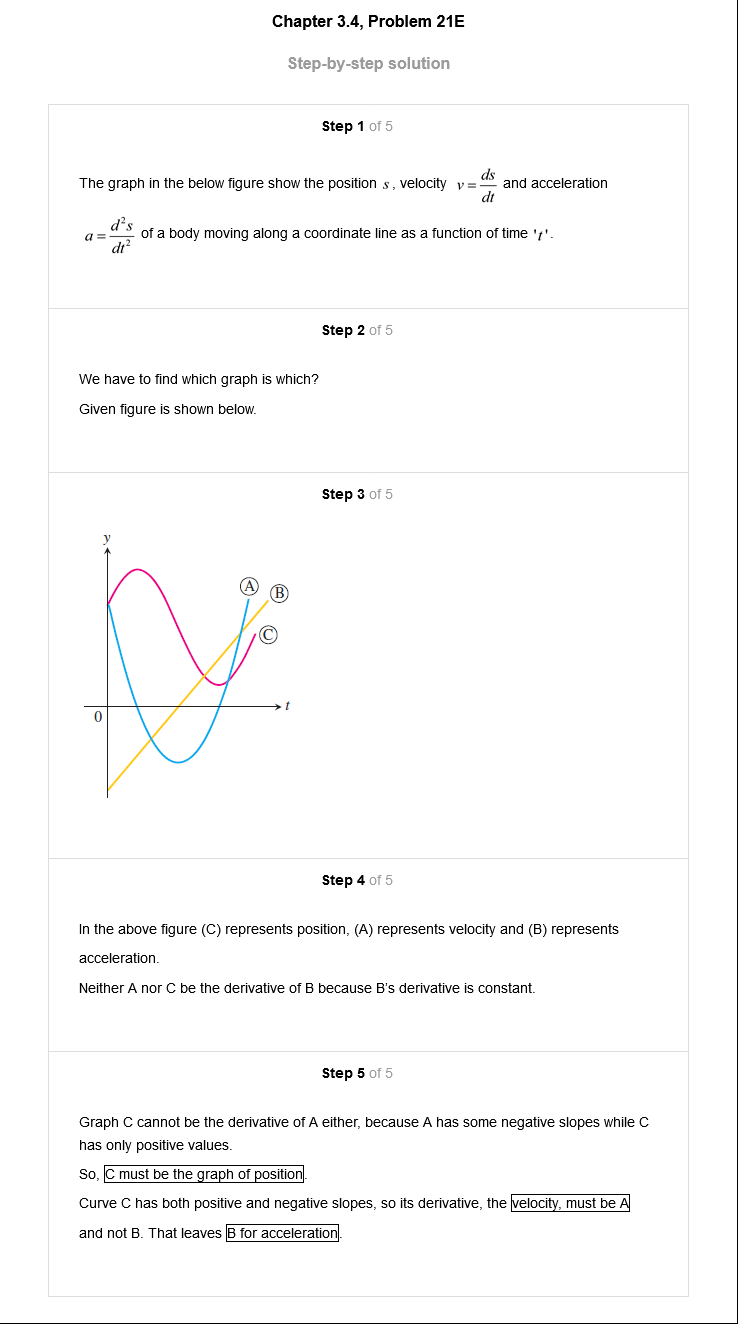 Chapter 3.4, Problem 21E
Step-by-step solution
Step 1 of 5
The graph in the below figure show the position s, velocity v = ds/dt and acceleration
a = d²s/dt² of a body moving along a coordinate line as a function of time 't'.
Step 2 of 5
We have to find which graph is which?
Given figure is shown below.
Step 3 of 5
y
A
B
C
0
t
Step 4 of 5
In the above figure (C) represents position, (A) represents velocity and (B) represents
acceleration.
Neither A nor C be the derivative of B because B's derivative is constant.
Step 5 of 5
Graph C cannot be the derivative of A either, because A has some negative slopes while C
has only positive values.
So, C must be the graph of position.
Curve C has both positive and negative slopes, so its derivative, the velocity, must be A
and not B. That leaves B for acceleration.